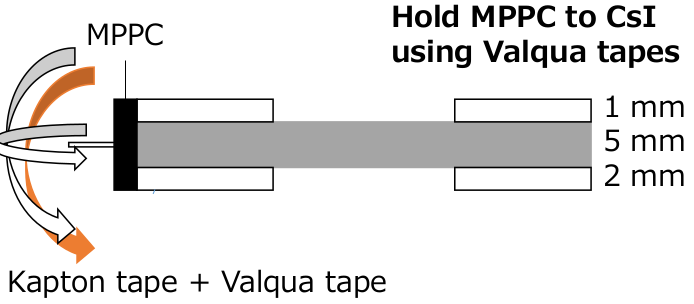 Hold MPPC to CsI
using Valqua tapes
MPPC
1 mm
5 mm
2 mm
Kapton tape + Valqua tape